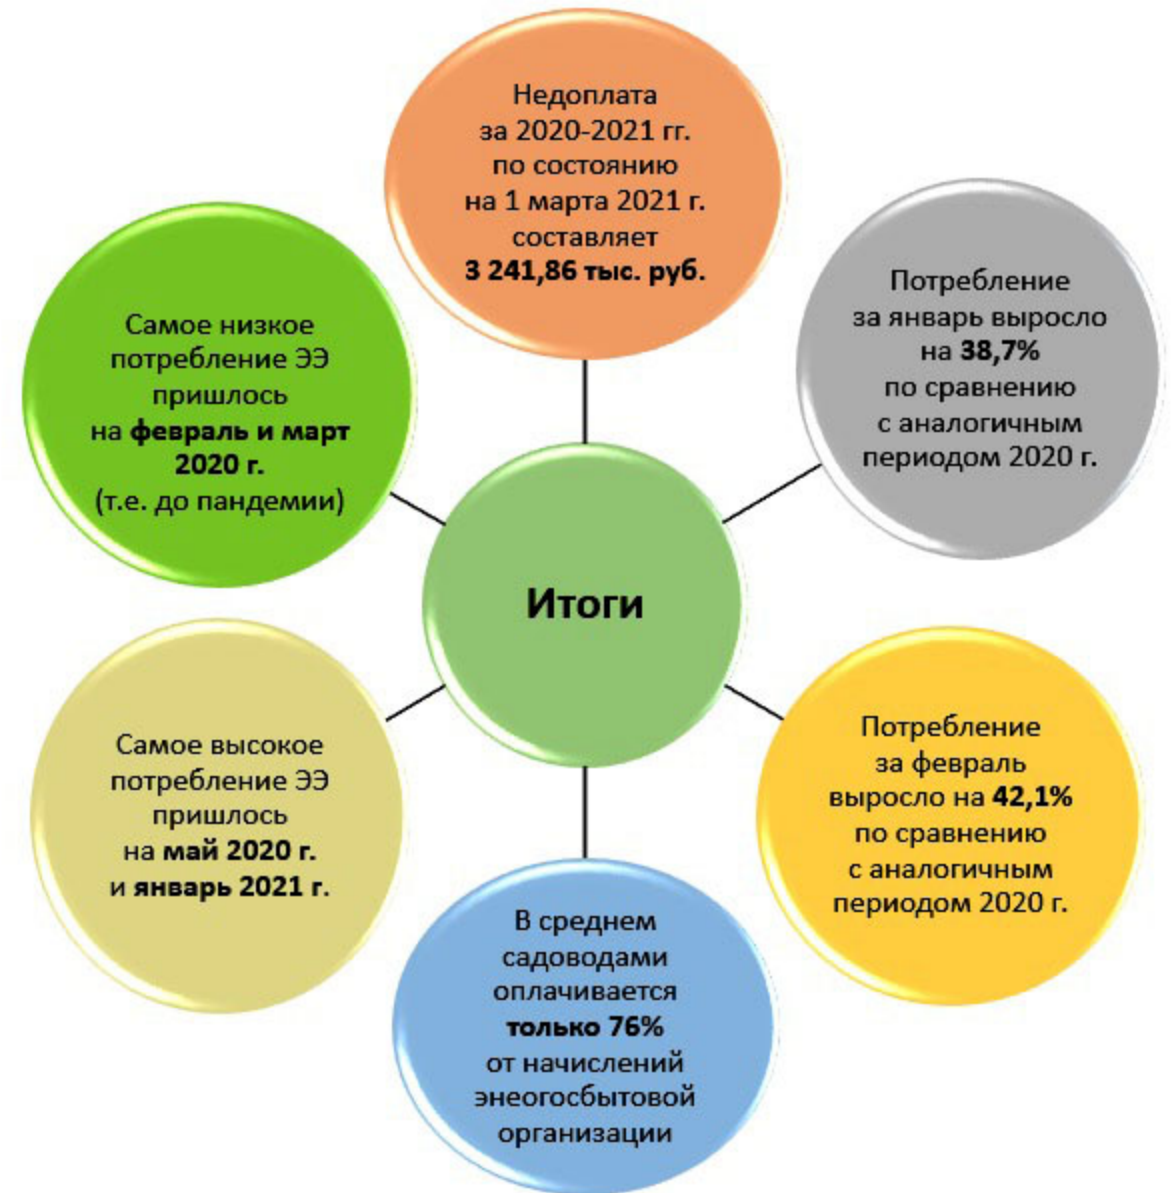 Недоплата
за 2020-2021 гг.
по состоянию
на 1 марта 2021 г.
составляет
3 241,86 тыс. руб.
Потребление
за январь выросло
на 38,7%
по сравнению
с аналогичным
периодом 2020 г.
Потребление
за февраль
выросло на 42,1%
по сравнению
с аналогичным
периодом 2020 г.
В среднем
садоводами
оплачивается
только 76%
от начислений
энеогосбытовой
организации
Самое высокое
потребление ЭЭ
пришлось
на май 2020 г.
и январь 2021 г.
Самое низкое
потребление ЭЭ
пришлось
на февраль и март
2020 г.
(т.е. до пандемии)
Итоги